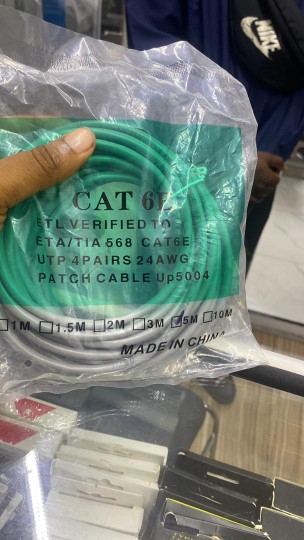 NIKE
CAT 6E
ETL VERIFIED TO
ETA/TIA 568 CAT6E
UTP 4PAIRS 24AWG
PATCH CABLE Up5004
1M 1.5M 2M 3M 5M 10M
MADE IN CHINA